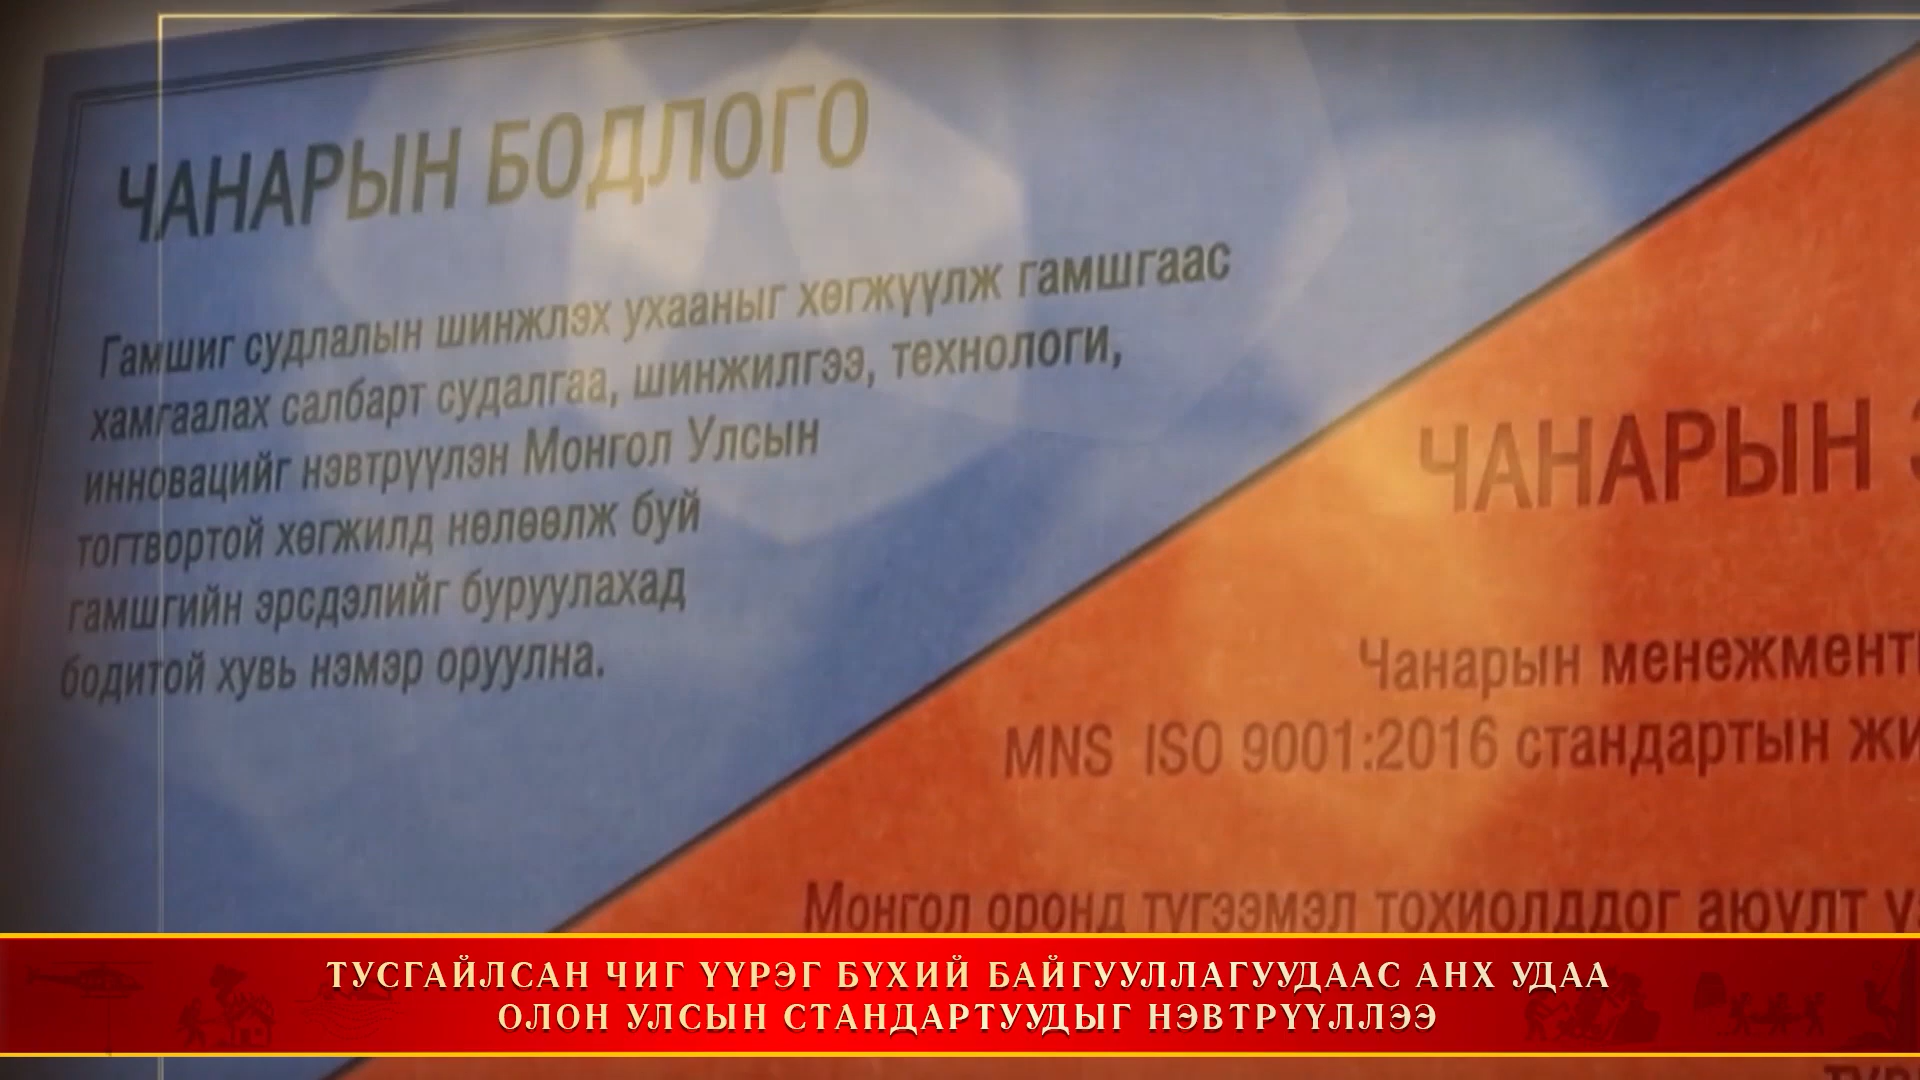 ЧАНАРЫН БОДЛОГО
Гамшиг судлалын шинжлэх ухааныг хөгжүүлж гамшгаас
хамгаалах салбарт судалгаа, шинжилгээ, технологи,
инновацийг нэвтрүүлэн Монгол Улсын
тогтвортой хөгжилд нөлөөлж буй
гамшгийн эрсдэлийг бууруулахад
бодитой хувь нэмэр оруулна.
ЧАНАРЫН
Чанарын
MNS ISO 9001:2016 стандартын
Монгол оронд түгээмэл тохиолддог аюулт
ТУСГАЙЛСАН ЧИГ ҮҮРЭГ БҮХИЙ БАЙГУУЛЛАГУУДААС АНХ УДАА
ОЛОН УЛСЫН СТАНДАРТУУДЫГ НЭВТРҮҮЛЛЭЭ